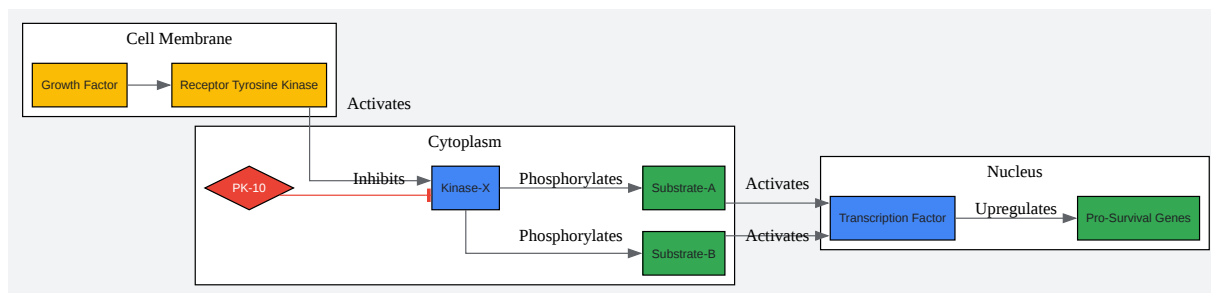 Cell Membrane
Growth Factor
Receptor Tyrosine Kinase
Activates
Cytoplasm
PK-10
Inhibits
Kinase-X
Phosphorylates
Substrate-A
Phosphorylates
Substrate-B
Activates
Activates
Nucleus
Transcription Factor
Upregulates
Pro-Survival Genes